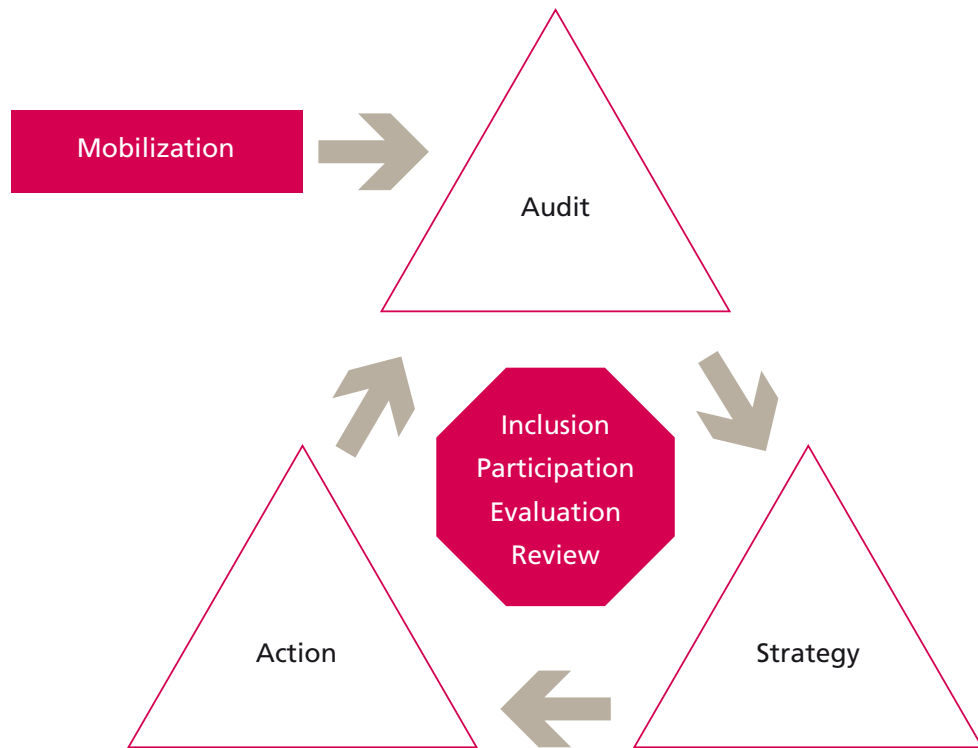 Mobilization
Audit
Inclusion
Participation
Evaluation
Review
Action
Strategy